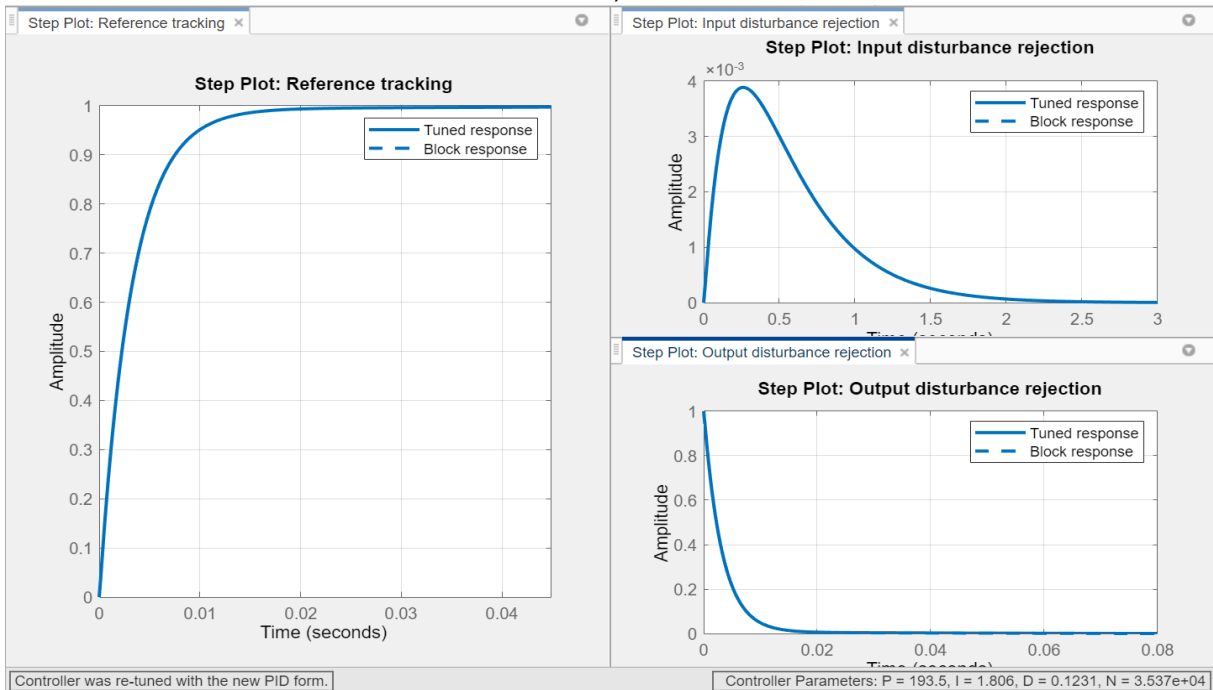 Step Plot: Reference tracking ×
Step Plot: Reference tracking
Amplitude
1
0.9
0.8
0.7
0.6
0.5
0.4
0.3
0.2
0.1
0
0 0.01 0.02 0.03 0.04
Time (seconds)
Tuned response
Block response
Step Plot: Input disturbance rejection ×
Step Plot: Input disturbance rejection
×10-3
Amplitude
4
3
2
1
0
0 0.5 1 1.5 2 2.5 3
Time (seconds)
Tuned response
Block response
Step Plot: Output disturbance rejection ×
Step Plot: Output disturbance rejection
Amplitude
1
0.8
0.6
0.4
0.2
0
0 0.02 0.04 0.06 0.08
Time (seconds)
Tuned response
Block response
Controller was re-tuned with the new PID form.
Controller Parameters: P = 193.5, I = 1.806, D = 0.1231, N = 3.537e+04